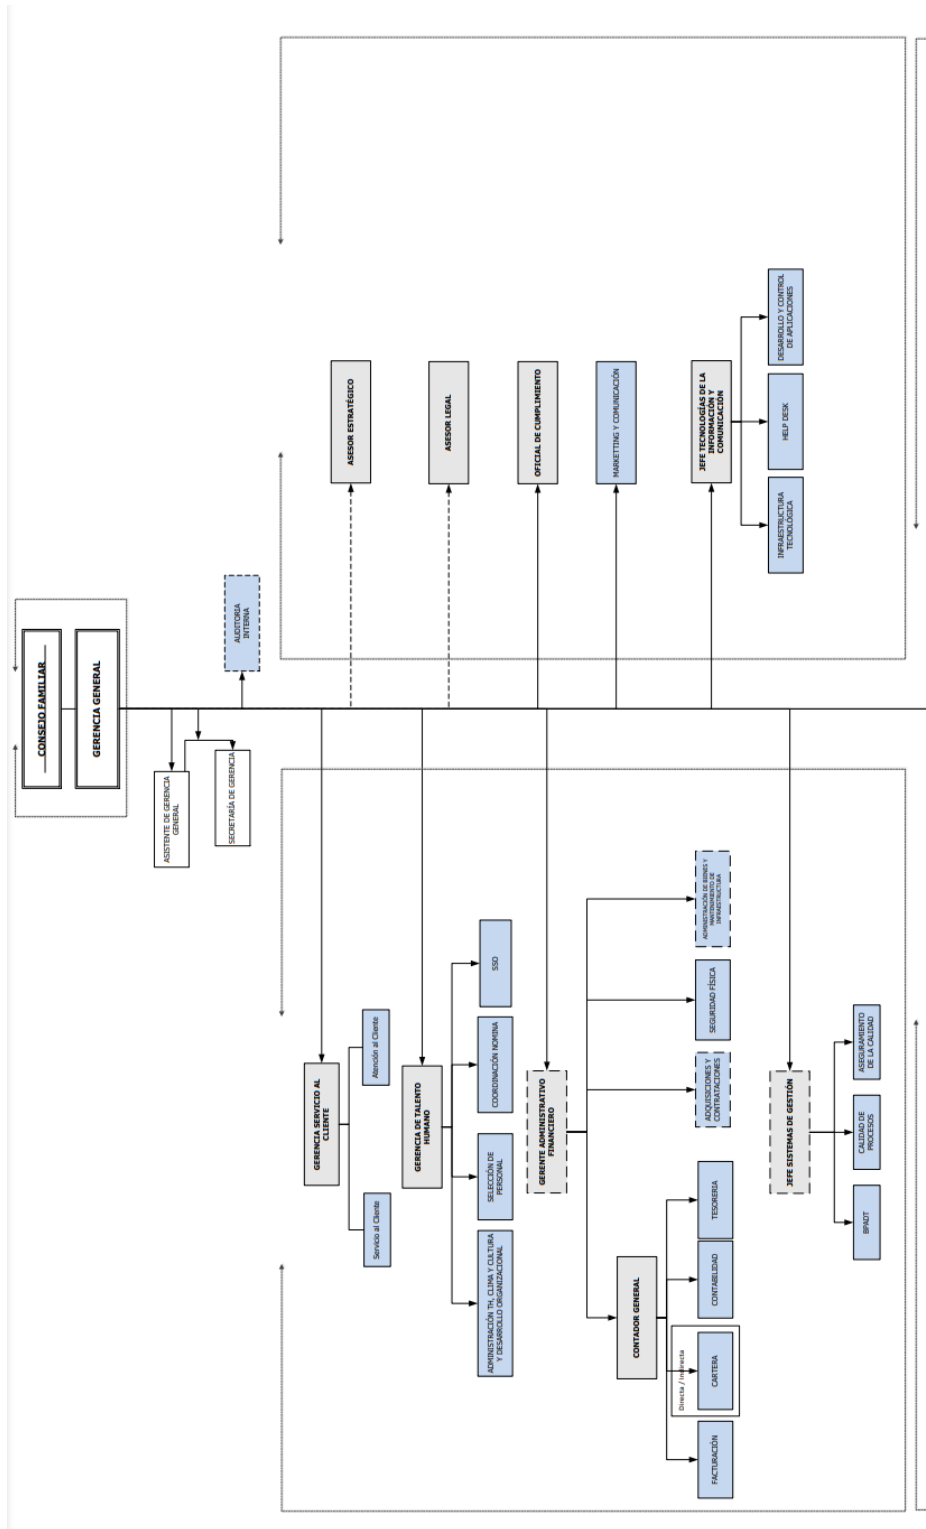 CONSEJO FAMILIAR
GERENCIA GENERAL
ASISTENTE DE GERENCIA
GENERAL
SECRETARÍA DE GERENCIA
AUDITORIA
INTERNA
GERENCIA SERVICIO AL
CLIENTE
Servicio al Cliente
Atención al Cliente
ASESOR ESTRATÉGICO
GERENCIA DE TALENTO
HUMANO
ADMINISTRACIÓN TH, CLIMA Y CULTURA
Y DESARROLLO ORGANIZACIONAL
SELECCIÓN DE
PERSONAL
COORDINACIÓN NOMINA
SSO
ASESOR LEGAL
GERENTE ADMINISTRATIVO
FINANCIERO
OFICIAL DE CUMPLIMIENTO
MARKETTING Y COMUNICACIÓN
CONTADOR GENERAL
ADQUISICIONES Y
CONTRATACIONES
SEGURIDAD FÍSICA
ADMINISTRACIÓN DE BIENES Y
MANTENIMIENTO DE
INFRAESTRUCTURA
Directa / Indirecta
FACTURACIÓN
CARTERA
CONTABILIDAD
TESORERIA
JEFE TECNOLOGÍAS DE LA
INFORMACIÓN Y
COMUNICACIÓN
INFRAESTRUCTURA
TECNOLÓGICA
HELP DESK
DESARROLLO Y CONTROL
DE APLICACIONES
JEFE SISTEMAS DE GESTIÓN
BPADT
CALIDAD DE
PROCESOS
ASEGURAMIENTO
DE LA CALIDAD